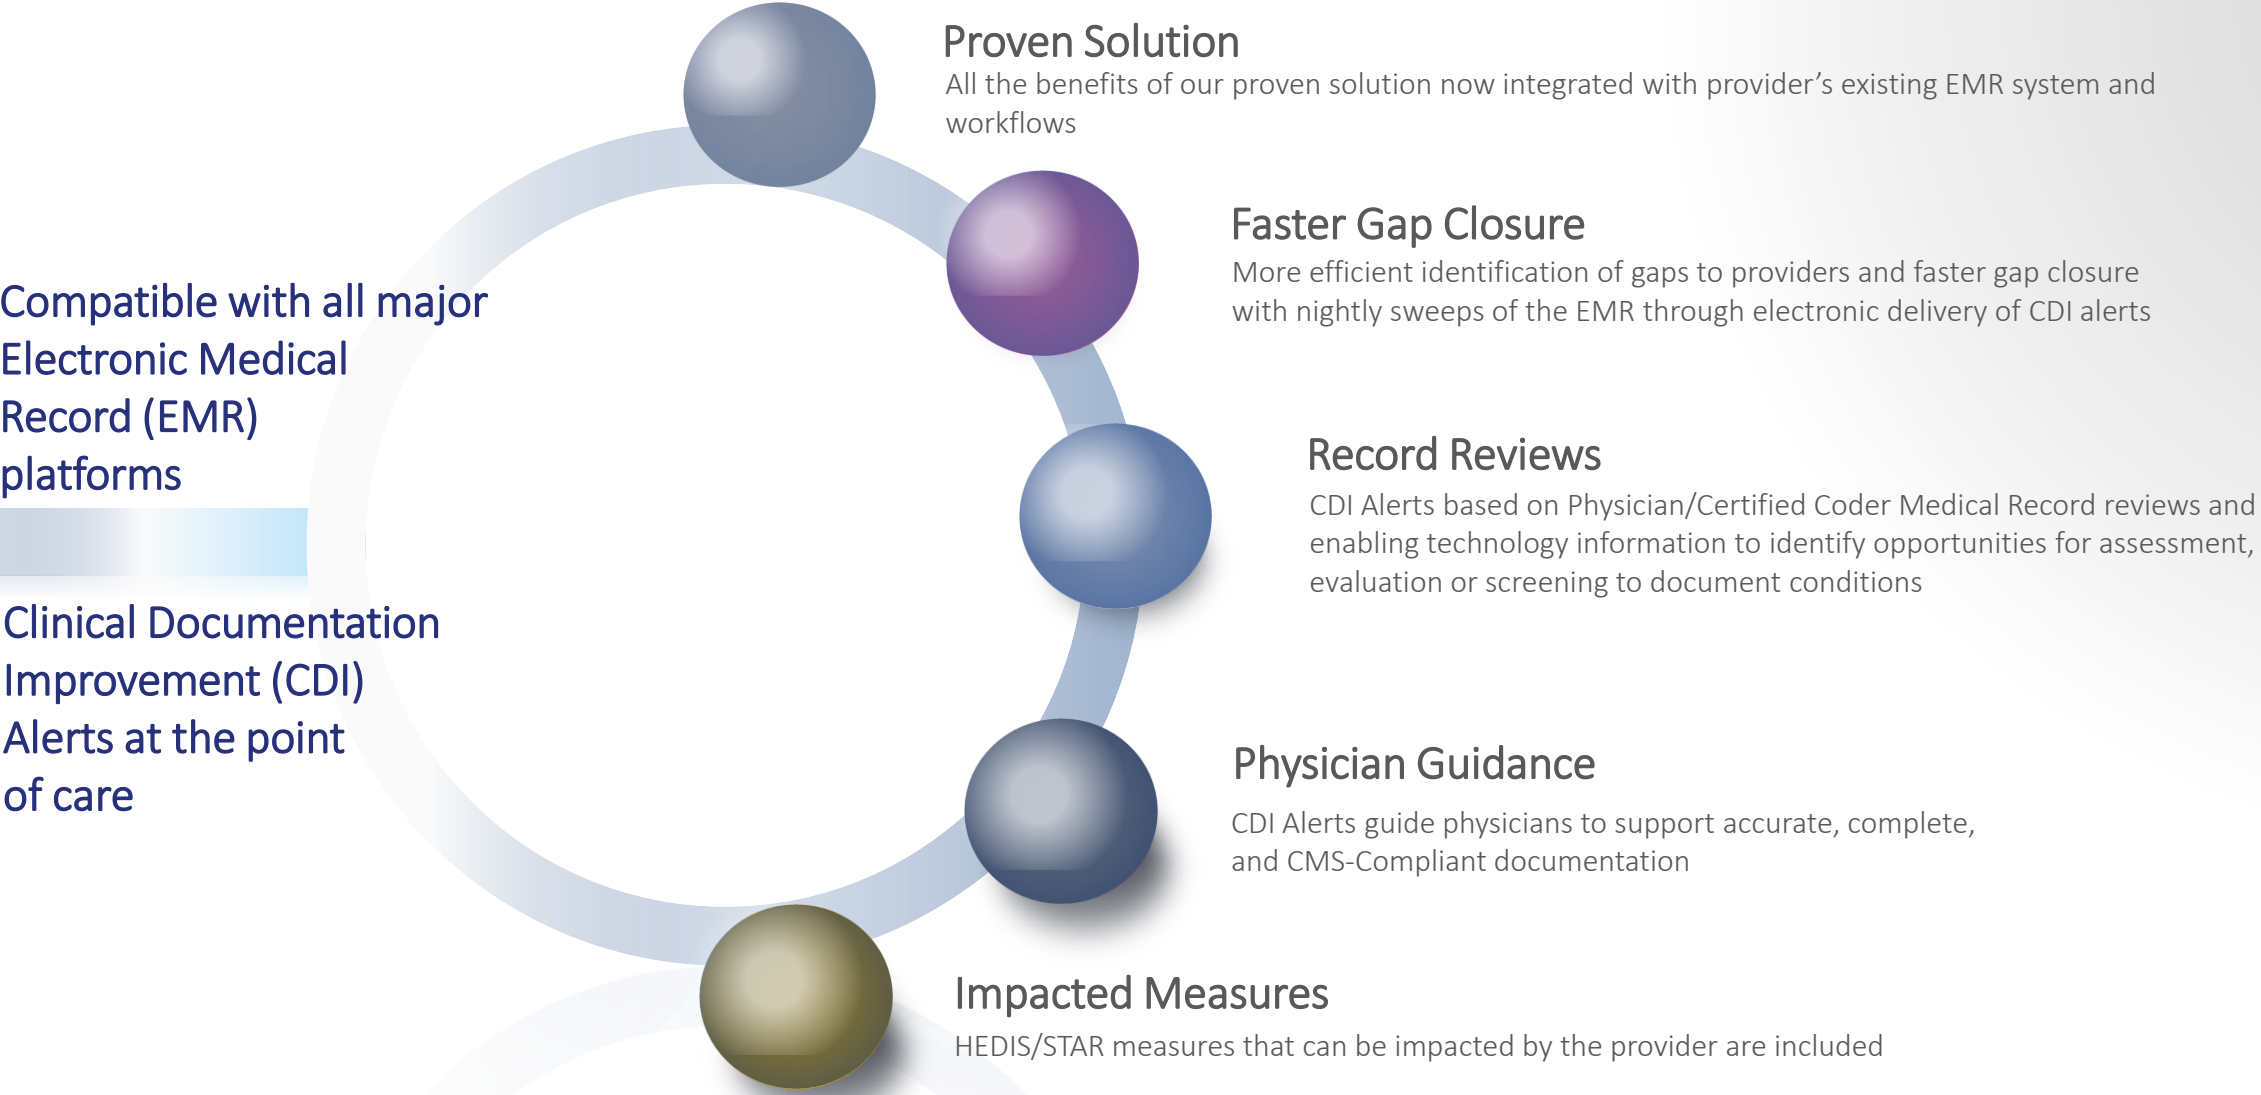 Compatible with all major
Electronic Medical
Record (EMR)
platforms
Clinical Documentation
Improvement (CDI)
Alerts at the point
of care
Proven Solution
All the benefits of our proven solution now integrated with provider’s existing EMR system and
workflows
Faster Gap Closure
More efficient identification of gaps to providers and faster gap closure
with nightly sweeps of the EMR through electronic delivery of CDI alerts
Record Reviews
CDI Alerts based on Physician/Certified Coder Medical Record reviews and
enabling technology information to identify opportunities for assessment,
evaluation or screening to document conditions
Physician Guidance
CDI Alerts guide physicians to support accurate, complete,
and CMS-Compliant documentation
Impacted Measures
HEDIS/STAR measures that can be impacted by the provider are included